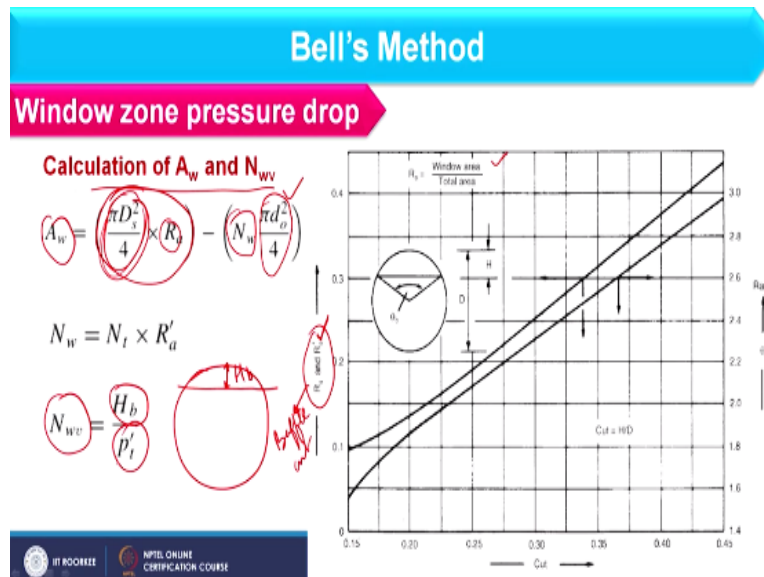 Bell's Method
Window zone pressure drop
Calculation of A_w and N_wv
A_w = (πD_s²/4 × R_a) − (N_w πd_o²/4)
N_w = N_t × R'_a
N_wv = H_b / p'_t
H_b
Baffle cut
R_a = Window area / Total area
H
D
Cut = H/D
R_a and R'_a
0.4
0.3
0.2
0.1
3.0
2.8
2.6
2.4
2.2
2.0
1.8
1.6
1.4
0.15
0.20
0.25
0.30
0.35
0.40
0.45
Cut
IIT ROORKEE
NPTEL ONLINE
CERTIFICATION COURSE